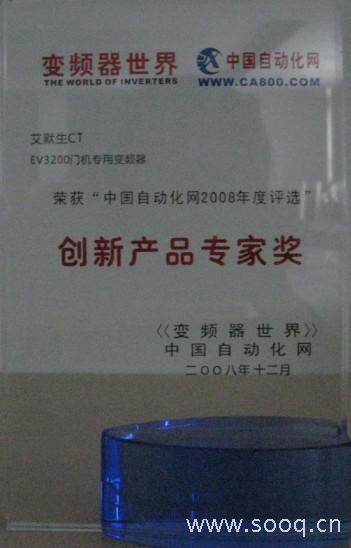 变频器世界
THE WORLD OF INVERTERS
中国自动化网
WWW.CA800.COM
艾默生CT
EV3200门机专用变频器
荣获“中国自动化网2008年度评选”
创新产品专家奖
《变频器世界》
中国自动化网
二〇〇八年十二月
www.sooq.cn